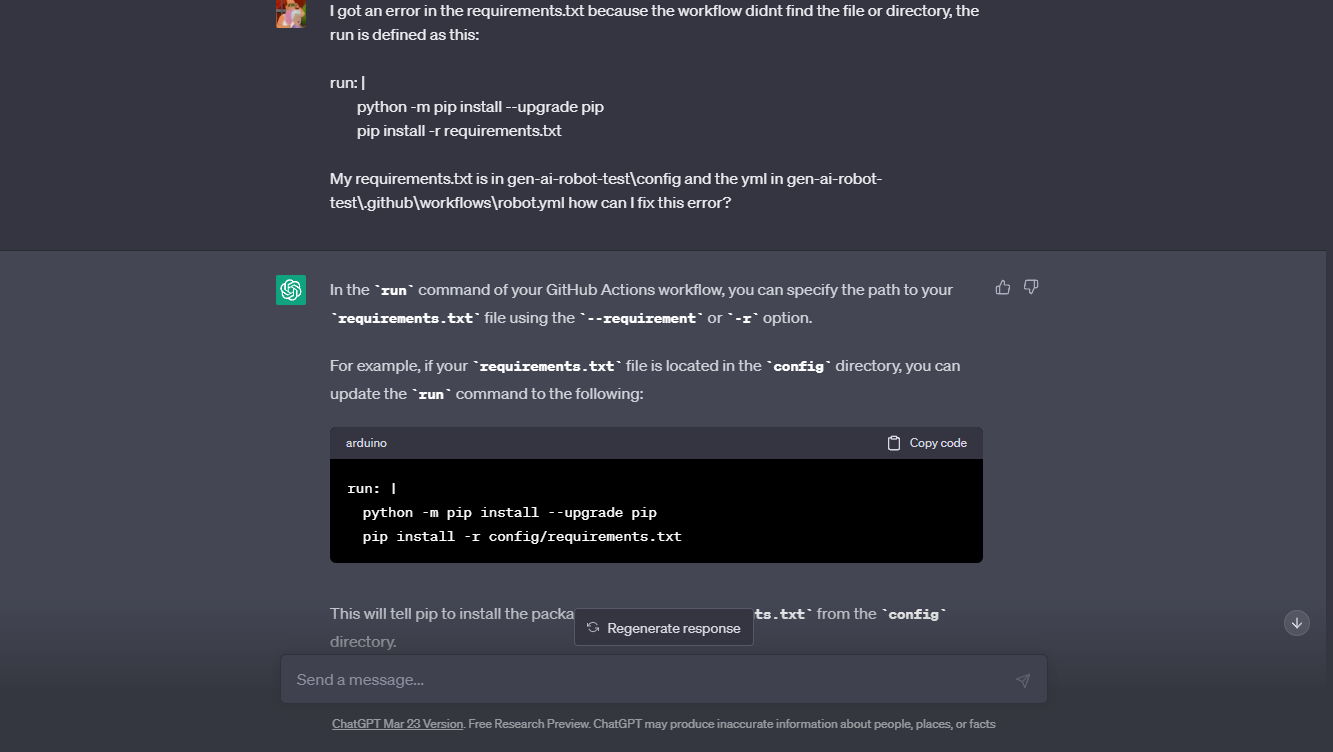 I got an error in the requirements.txt because the workflow didnt find the file or directory, the
run is defined as this:
run: |
python -m pip install --upgrade pip
pip install -r requirements.txt
My requirements.txt is in gen-ai-robot-test\config and the yml in gen-ai-robot-
test\.github\workflows\robot.yml how can I fix this error?
In the `run` command of your GitHub Actions workflow, you can specify the path to your
`requirements.txt` file using the `--requirement` or `-r` option.
For example, if your `requirements.txt` file is located in the `config` directory, you can
update the `run` command to the following:
arduino
Copy code
run: |
python -m pip install --upgrade pip
pip install -r config/requirements.txt
This will tell pip to install the packa ts.txt` from the `config`
Regenerate response
directory.
Send a message...
ChatGPT Mar 23 Version. Free Research Preview. ChatGPT may produce inaccurate information about people, places, or facts